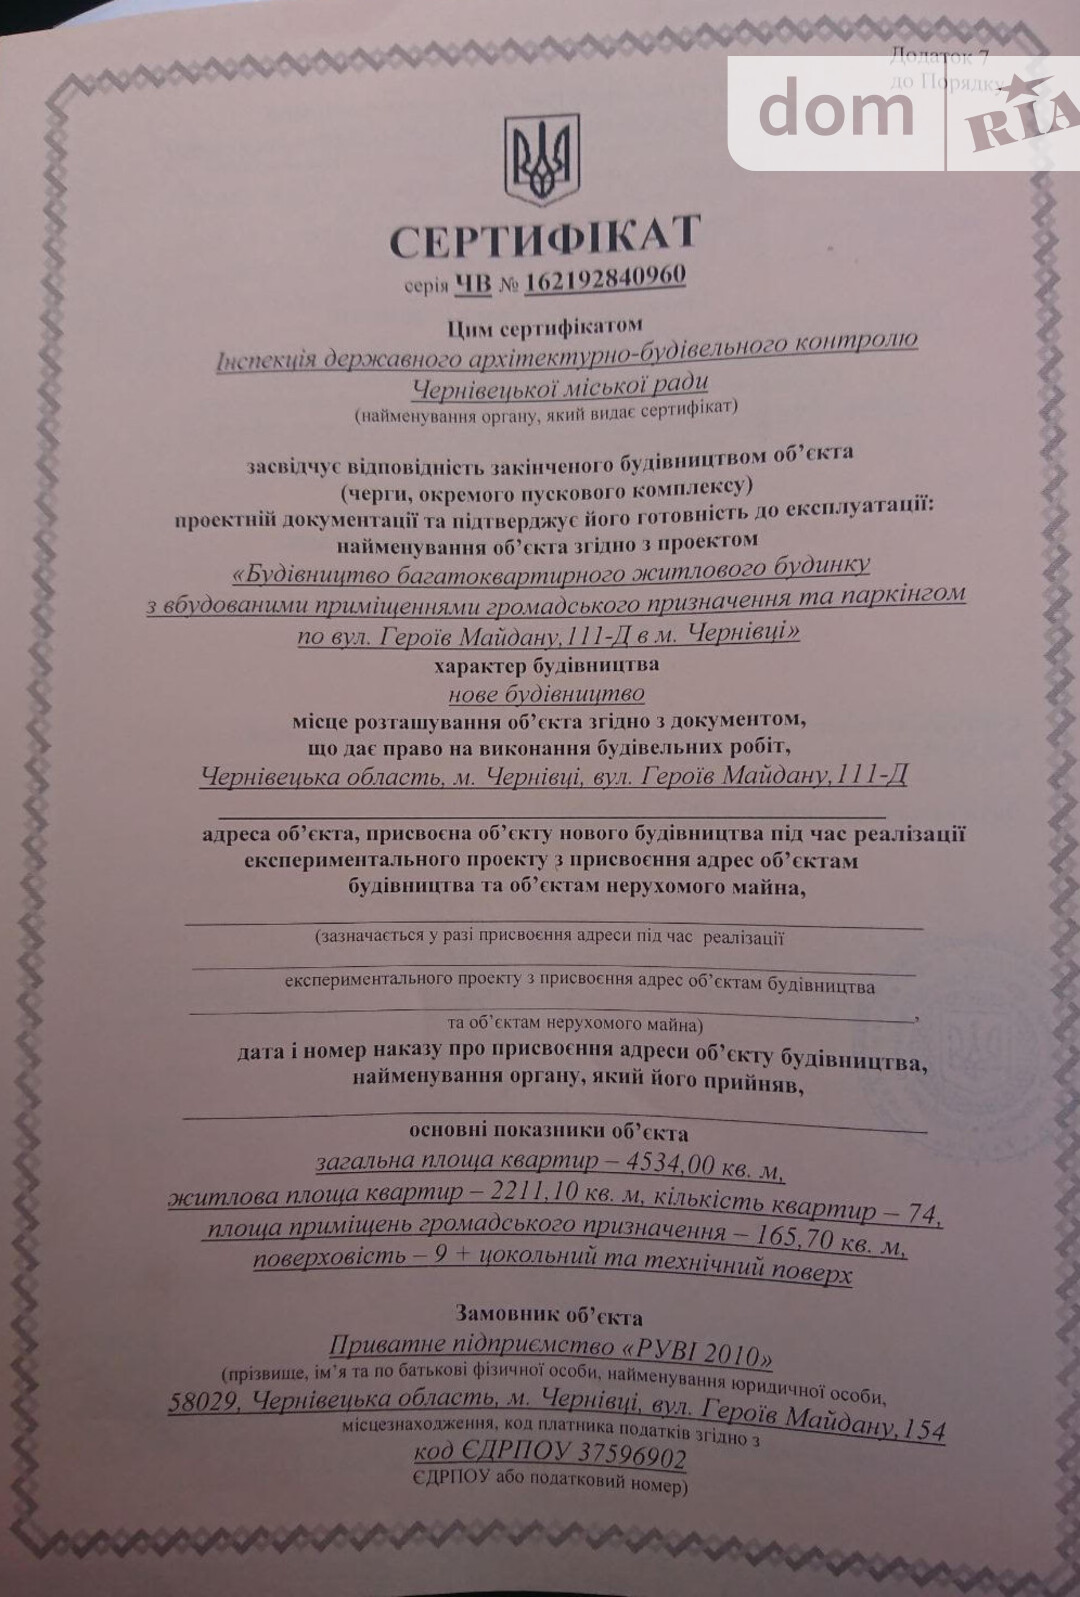 Додаток 7
до Порядку
dom RIA
СЕРТИФІКАТ
серія ЧВ № 162192840960
Цим сертифікатом
Інспекція державного архітектурно-будівельного контролю
Чернівецької міської ради
(найменування органу, який видає сертифікат)
засвідчує відповідність закінченого будівництвом об’єкта
(черги, окремого пускового комплексу)
проектній документації та підтверджує його готовність до експлуатації:
найменування об’єкта згідно з проектом
«Будівництво багатоквартирного житлового будинку
з вбудованими приміщеннями громадського призначення та паркінгом
по вул. Героїв Майдану,111-Д в м. Чернівці»
характер будівництва
нове будівництво
місце розташування об’єкта згідно з документом,
що дає право на виконання будівельних робіт,
Чернівецька область, м. Чернівці, вул. Героїв Майдану,111-Д
адреса об’єкта, присвоєна об’єкту нового будівництва під час реалізації
експериментального проекту з присвоєння адрес об’єктам
будівництва та об’єктам нерухомого майна,
(зазначається у разі присвоєння адреси під час реалізації
експериментального проекту з присвоєння адрес об’єктам будівництва
,
та об’єктам нерухомого майна)
дата і номер наказу про присвоєння адреси об’єкту будівництва,
найменування органу, який його прийняв,
основні показники об’єкта
загальна площа квартир – 4534,00 кв. м,
житлова площа квартир – 2211,10 кв. м, кількість квартир – 74,
площа приміщень громадського призначення – 165,70 кв. м,
поверховість – 9 + цокольний та технічний поверх
Замовник об’єкта
Приватне підприємство «РУВІ 2010»
(прізвище, ім’я та по батькові фізичної особи, найменування юридичної особи,
58029, Чернівецька область, м. Чернівці, вул. Героїв Майдану,154
місцезнаходження, код платника податків згідно з
код ЄДРПОУ 37596902
ЄДРПОУ або податковий номер)